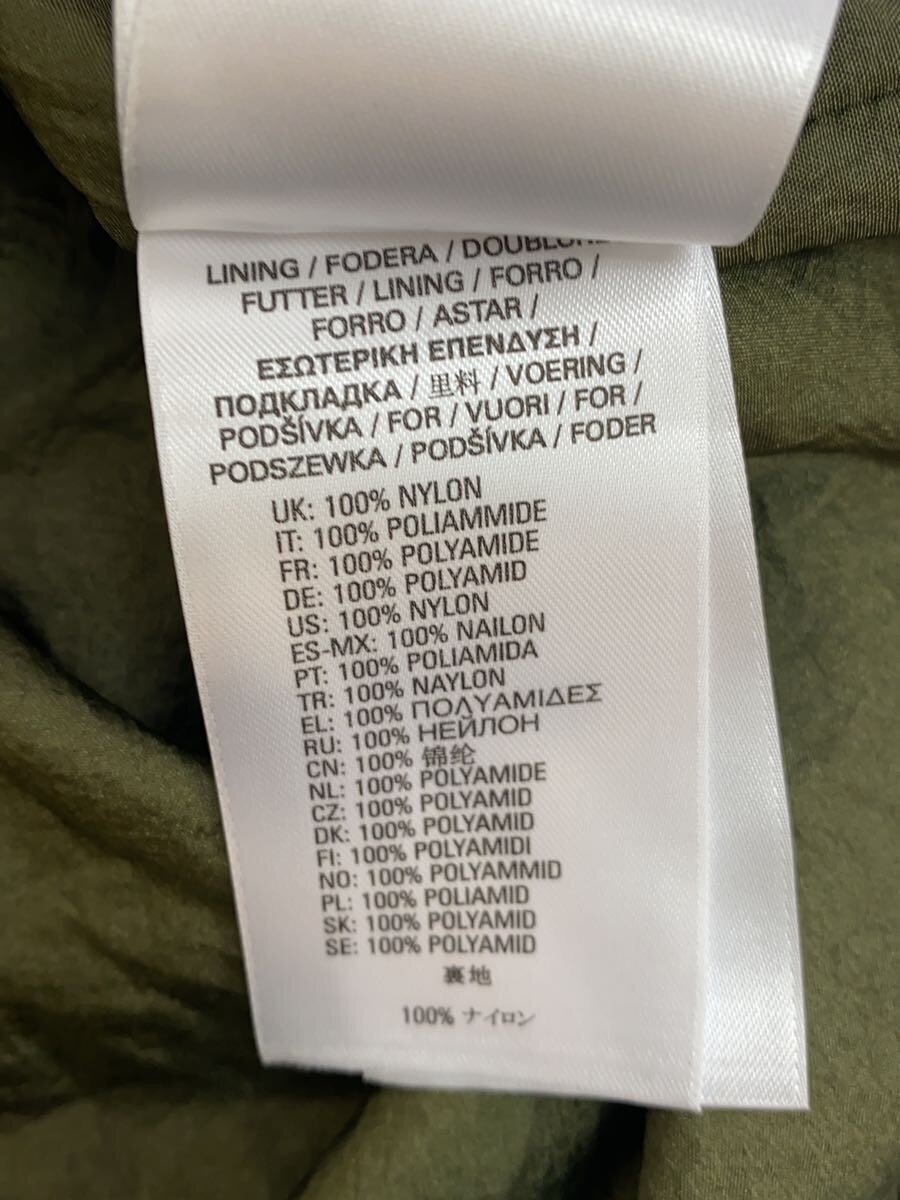 LINING / FODERA / DOUBLURE
FUTTER / LINING / FORRO /
FORRO / ASTAR /
ΕΣΩΤΕΡΙΚΗ ΕΠΕΝΔΥΣΗ /
ПОДКЛАДКА / 里料 / VOERING /
PODŠÍVKA / FOR / VUORI / FOR /
PODSZEWKA / PODŠÍVKA / FODER
UK: 100% NYLON
IT: 100% POLIAMMIDE
FR: 100% POLYAMIDE
DE: 100% POLYAMID
US: 100% NYLON
ES-MX: 100% NAILON
PT: 100% POLIAMIDA
TR: 100% NAYLON
EL: 100% ΠΟΛΥΑΜΙΔΕΣ
RU: 100% НЕЙЛОН
CN: 100% 锦纶
NL: 100% POLYAMIDE
CZ: 100% POLYAMID
DK: 100% POLYAMID
FI: 100% POLYAMIDI
NO: 100% POLYAMMID
PL: 100% POLIAMID
SK: 100% POLYAMID
SE: 100% POLYAMID
裏地
100% ナイロン